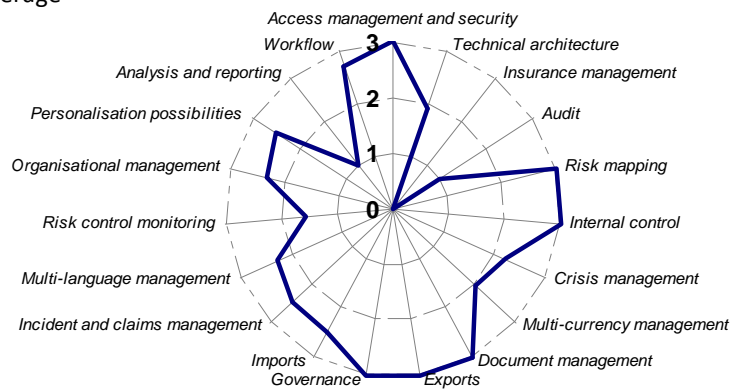 Access management and security
Workflow
3
Technical architecture
Analysis and reporting
Insurance management
Personalisation possibilities
2
Audit
Organisational management
1
Risk mapping
Risk control monitoring
0
Internal control
Multi-language management
Crisis management
Incident and claims management
Multi-currency management
Imports
Document management
Governance
Exports